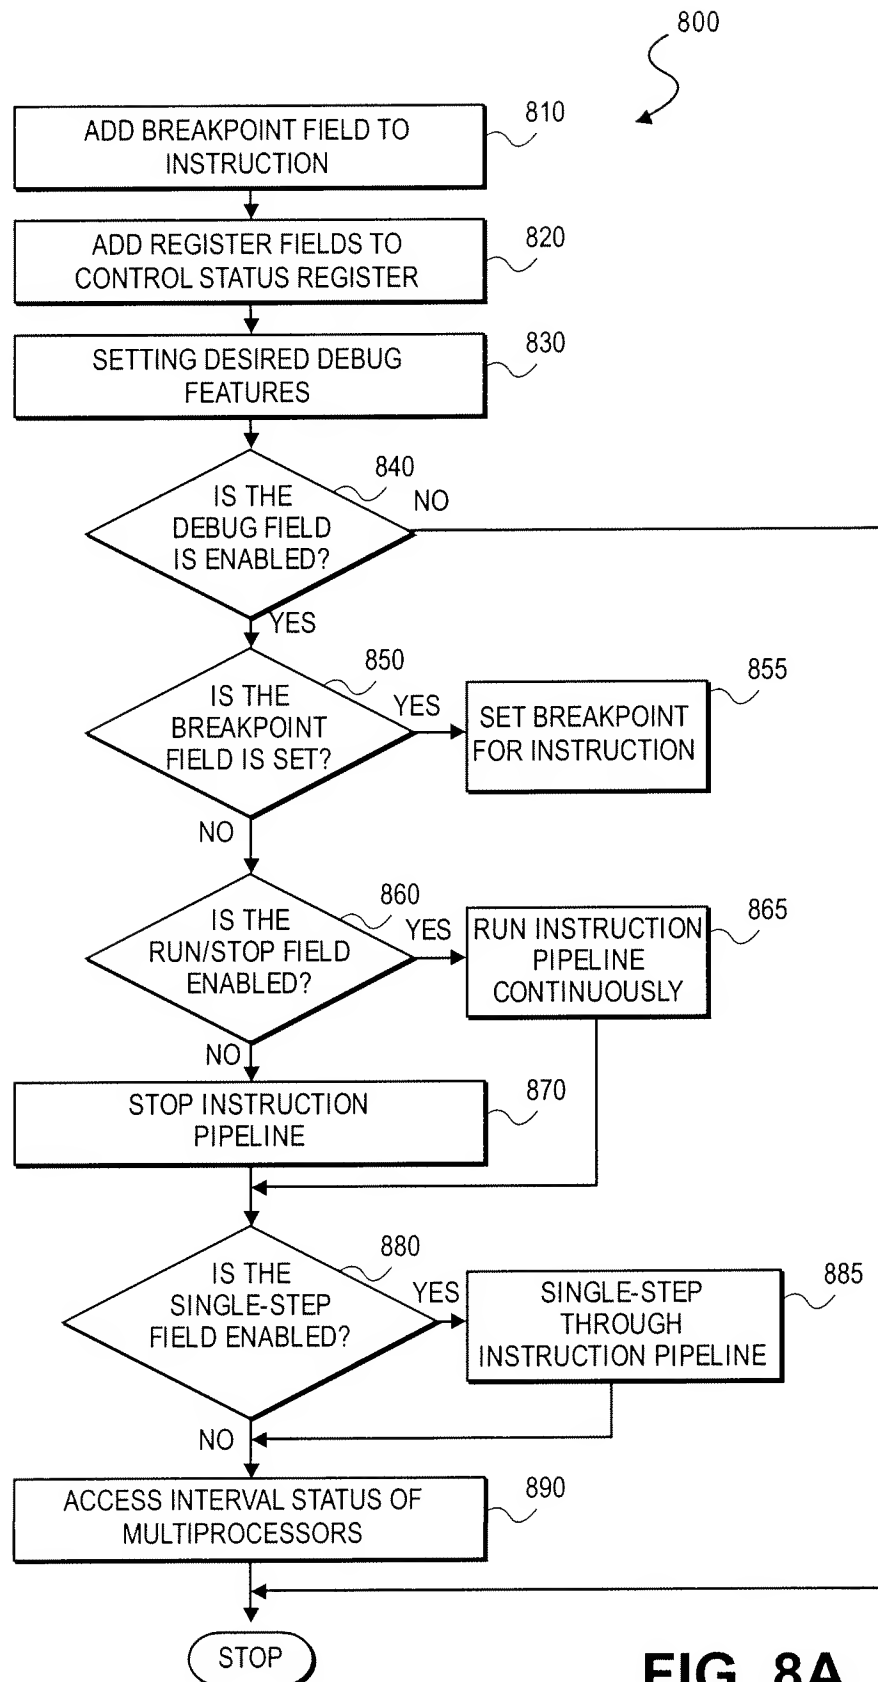 800
810
ADD BREAKPOINT FIELD TO
INSTRUCTION
820
ADD REGISTER FIELDS TO
CONTROL STATUS REGISTER
830
SETTING DESIRED DEBUG
FEATURES
840
NO
IS THE
DEBUG FIELD
IS ENABLED?
YES
850
IS THE
BREAKPOINT
FIELD IS SET?
YES
855
SET BREAKPOINT
FOR INSTRUCTION
NO
860
IS THE
RUN/STOP FIELD
ENABLED?
YES
865
RUN INSTRUCTION
PIPELINE
CONTINUOUSLY
NO
870
STOP INSTRUCTION
PIPELINE
880
IS THE
SINGLE-STEP
FIELD ENABLED?
YES
885
SINGLE-STEP
THROUGH
INSTRUCTION PIPELINE
NO
890
ACCESS INTERVAL STATUS OF
MULTIPROCESSORS
STOP
FIG. 8A